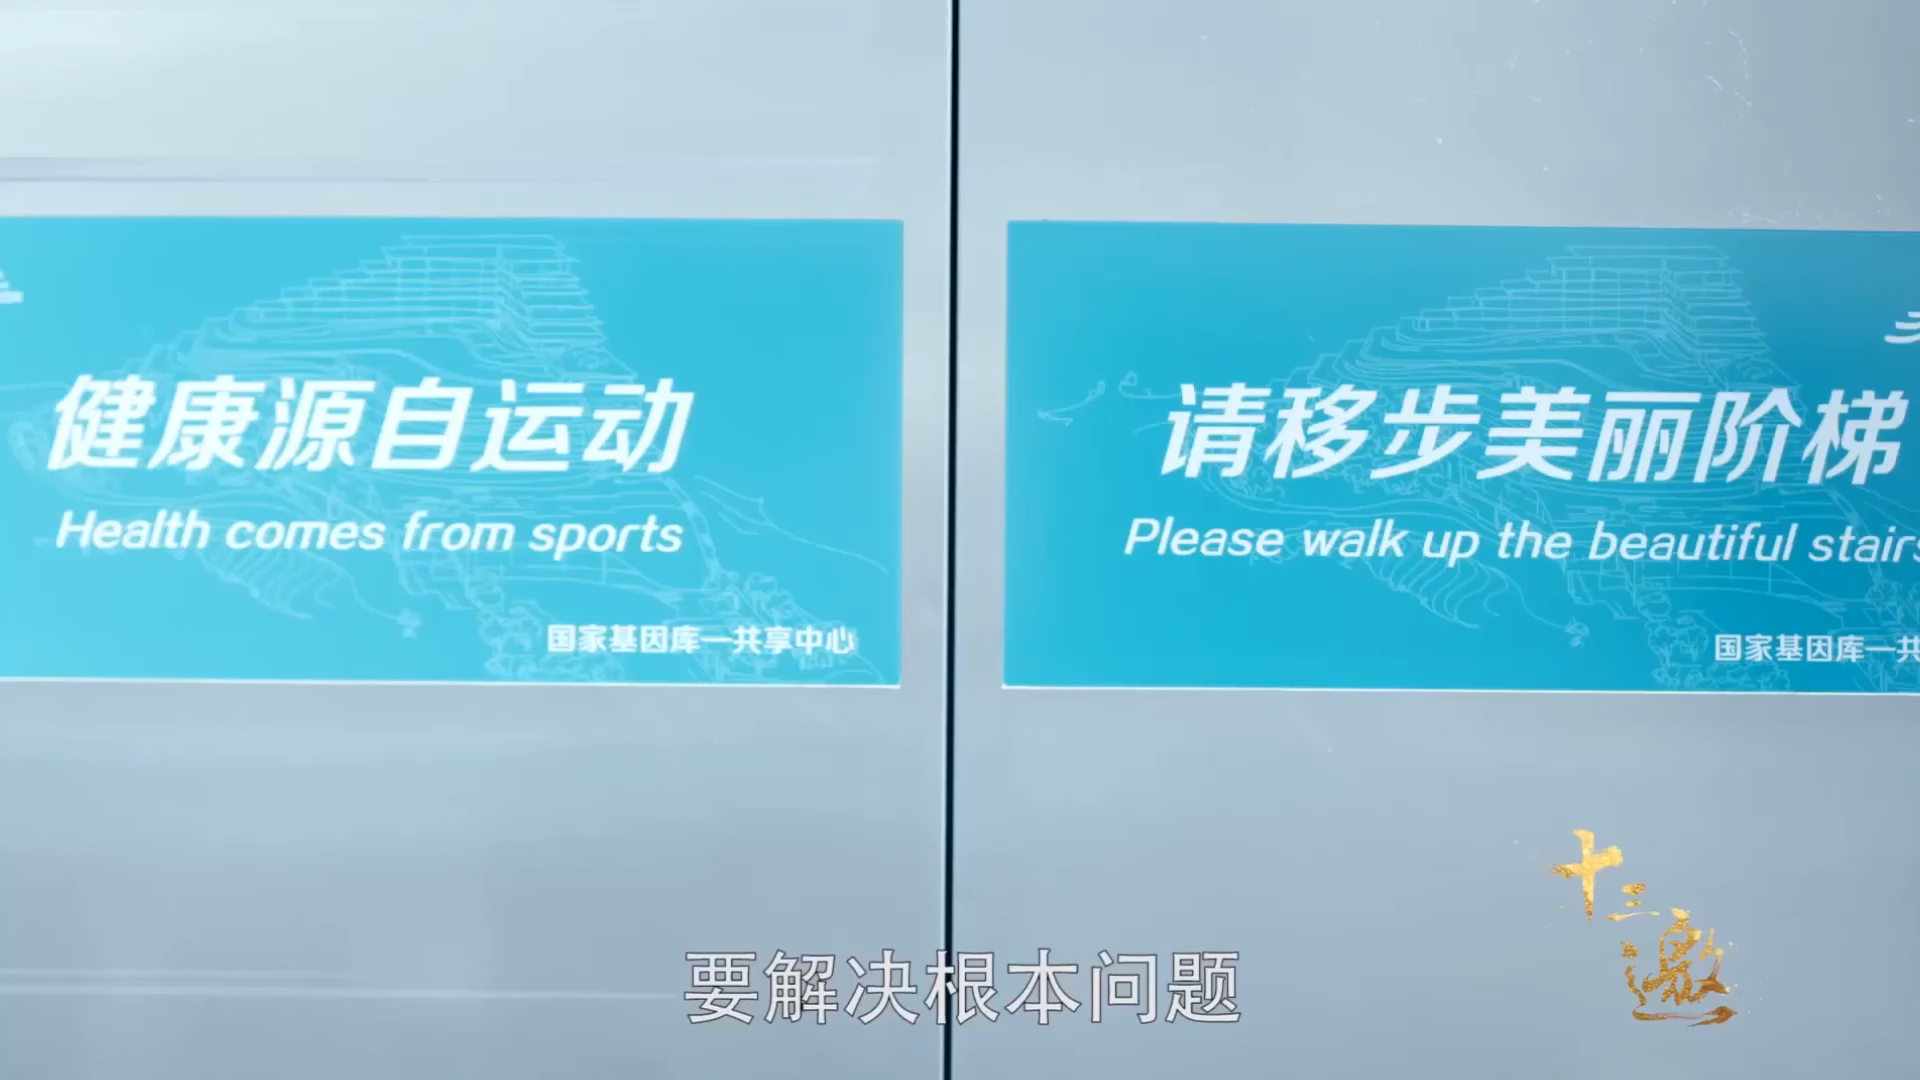 健康源自运动
Health comes from sports
国家基因库—共享中心
请移步美丽阶梯
Please walk up the beautiful stairs
国家基因库—共
要解决根本问题
十三邀